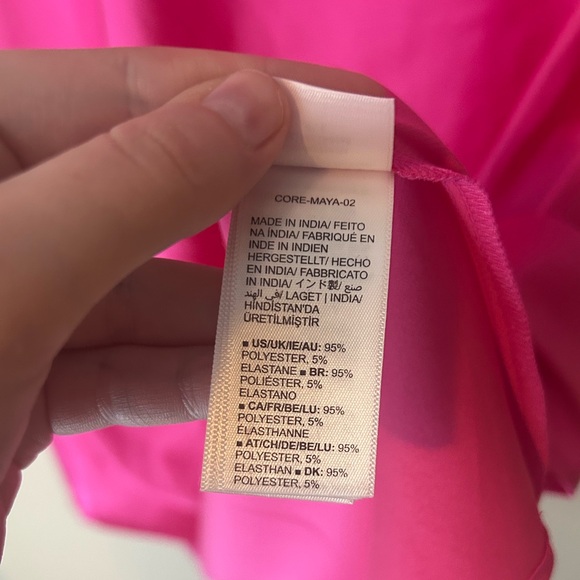 CORE-MAYA-02
MADE IN INDIA/ FEITO
NA ÍNDIA/ FABRIQUÉ EN
INDE IN INDIEN
HERGESTELLT/ HECHO
EN INDIA/ FABBRICATO
IN INDIA/ インド製/ صنع
في الهند/ LAGET | INDIA/
HİNDİSTAN'DA
ÜRETİLMİŞTİR
■ US/UK/IE/AU: 95%
POLYESTER, 5%
ELASTANE ■ BR: 95%
POLIÉSTER, 5%
ELASTANO
■ CA/FR/BE/LU: 95%
POLYESTER, 5%
ÉLASTHANNE
■ AT/CH/DE/BE/LU: 95%
POLYESTER, 5%
ELASTHAN ■ DK: 95%
POLYESTER, 5%